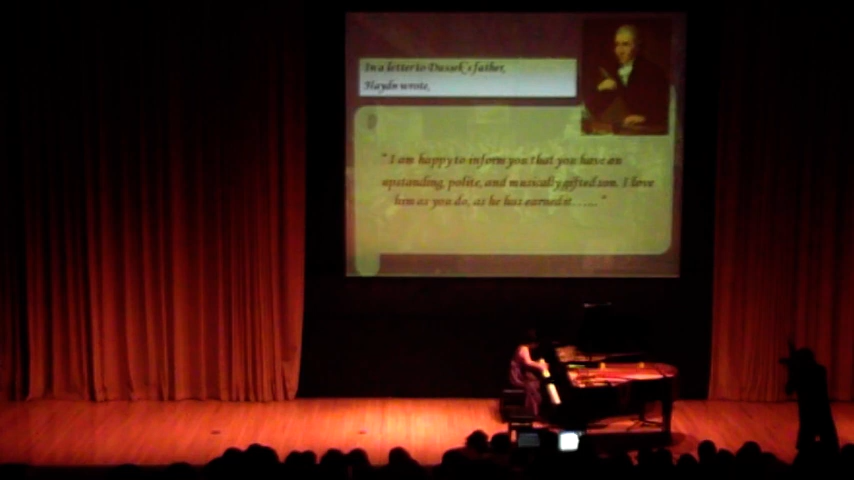 In a letter to Dussek's father,
Haydn wrote,
"I am happy to inform you that you have an
upstanding, polite, and musically gifted son. I love
him as you do, as he has earned it......"